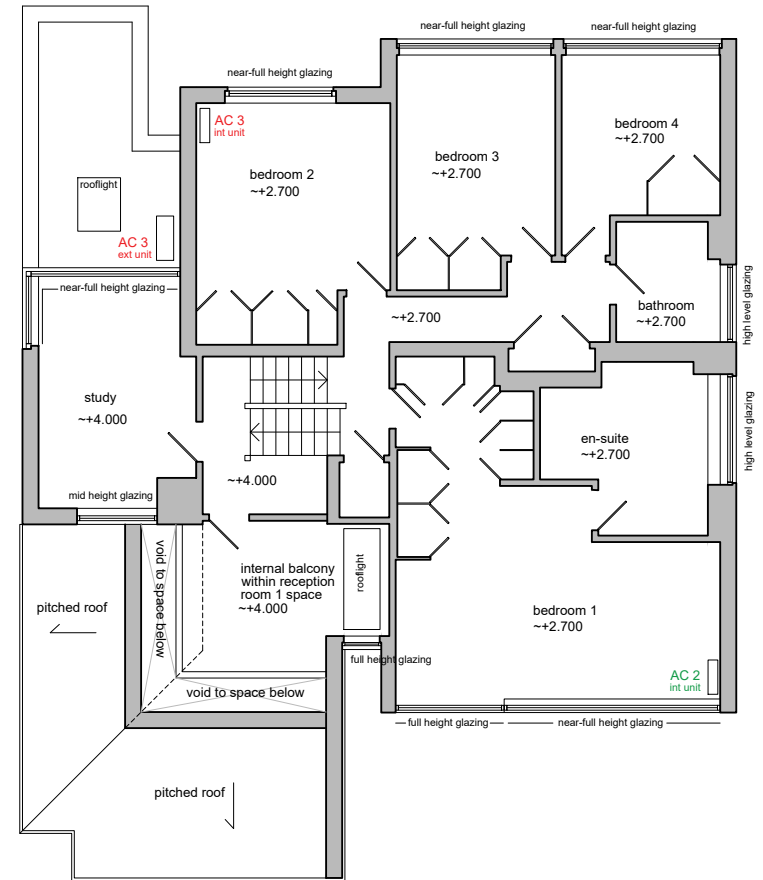 near-full height glazing
near-full height glazing
near-full height glazing
AC 3
int unit
bedroom 2
~+2.700
bedroom 3
~+2.700
bedroom 4
~+2.700
rooflight
AC 3
ext unit
near-full height glazing
~+2.700
bathroom
~+2.700
high level glazing
study
~+4.000
en-suite
~+2.700
high level glazing
~+4.000
mid height glazing
void to space below
internal balcony
within reception
room 1 space
~+4.000
rooflight
pitched roof
bedroom 1
~+2.700
full height glazing
void to space below
AC 2
int unit
full height glazing
near-full height glazing
pitched roof